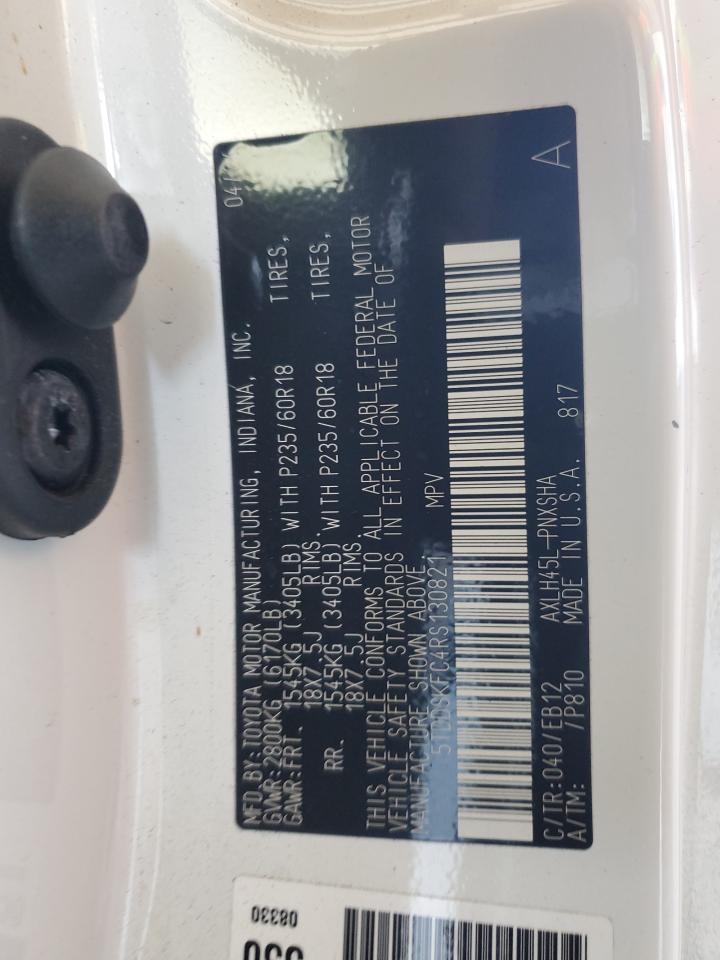 MFD.BY:TOYOTA MOTOR MANUFACTURING, INDIANA, INC. 04/
GVWR:2800KG (6170LB)
GAWR:FRT. 1545KG (3405LB) WITH P235/60R18 TIRES,
18X7.5J RIMS.
RR. 1545KG (3405LB) WITH P235/60R18 TIRES,
18X7.5J RIMS.
THIS VEHICLE CONFORMS TO ALL APPLICABLE FEDERAL MOTOR
VEHICLE SAFETY STANDARDS IN EFFECT ON THE DATE OF
MANUFACTURE SHOWN ABOVE.
MPV
C/TR:040/EB12 AXLH45L-PNXSHA A
A/TM: /P810 MADE IN U.S.A. 817
08330